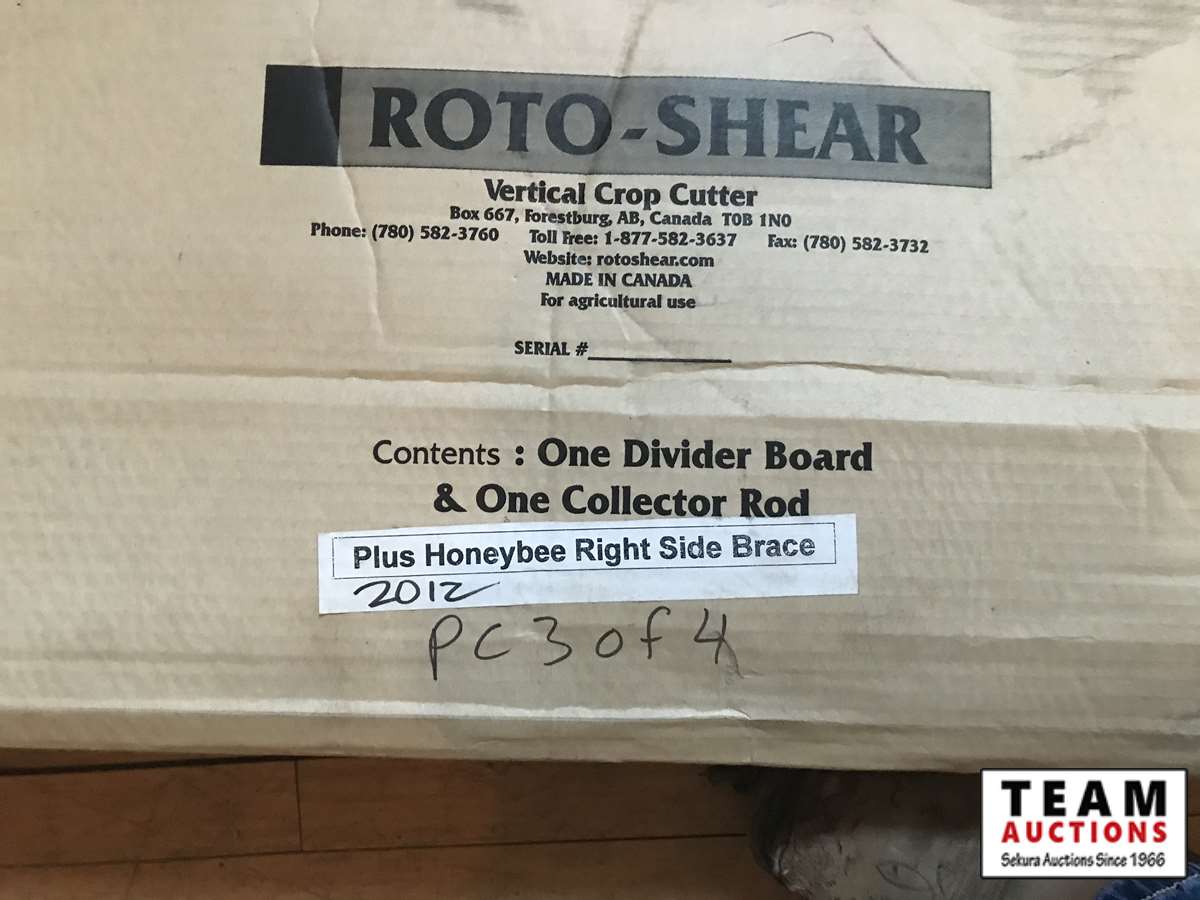 ROTO-SHEAR
Vertical Crop Cutter
Box 667, Forestburg, AB, Canada T0B 1N0
Phone: (780) 582-3760 Toll Free: 1-877-582-3637 Fax: (780) 582-3732
Website: rotoshear.com
MADE IN CANADA
For agricultural use
SERIAL #
Contents : One Divider Board
& One Collector Rod
Plus Honeybee Right Side Brace
2012
PC 3 of 4
TEAM
AUCTIONS
Sekura Auctions Since 1966